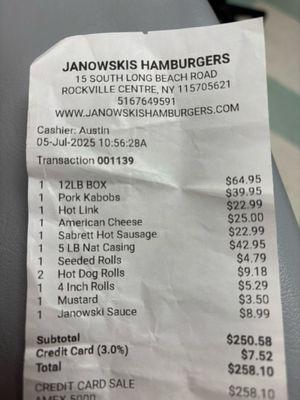 JANOWSKIS HAMBURGERS
15 SOUTH LONG BEACH ROAD
ROCKVILLE CENTRE, NY 115705621
5167649591
WWW.JANOWSKISHAMBURGERS.COM
Cashier: Austin
05-Jul-2025 10:56:28A
Transaction 001139
1 12LB BOX $64.95
1 Pork Kabobs $39.95
1 Hot Link $22.99
1 American Cheese $25.00
1 Sabrett Hot Sausage $22.99
1 5 LB Nat Casing $42.95
1 Seeded Rolls $4.79
2 Hot Dog Rolls $9.18
1 4 Inch Rolls $5.29
1 Mustard $3.50
1 Janowski Sauce $8.99
Subtotal $250.58
Credit Card (3.0%) $7.52
Total $258.10
CREDIT CARD SALE $258.10
AMEX 5000